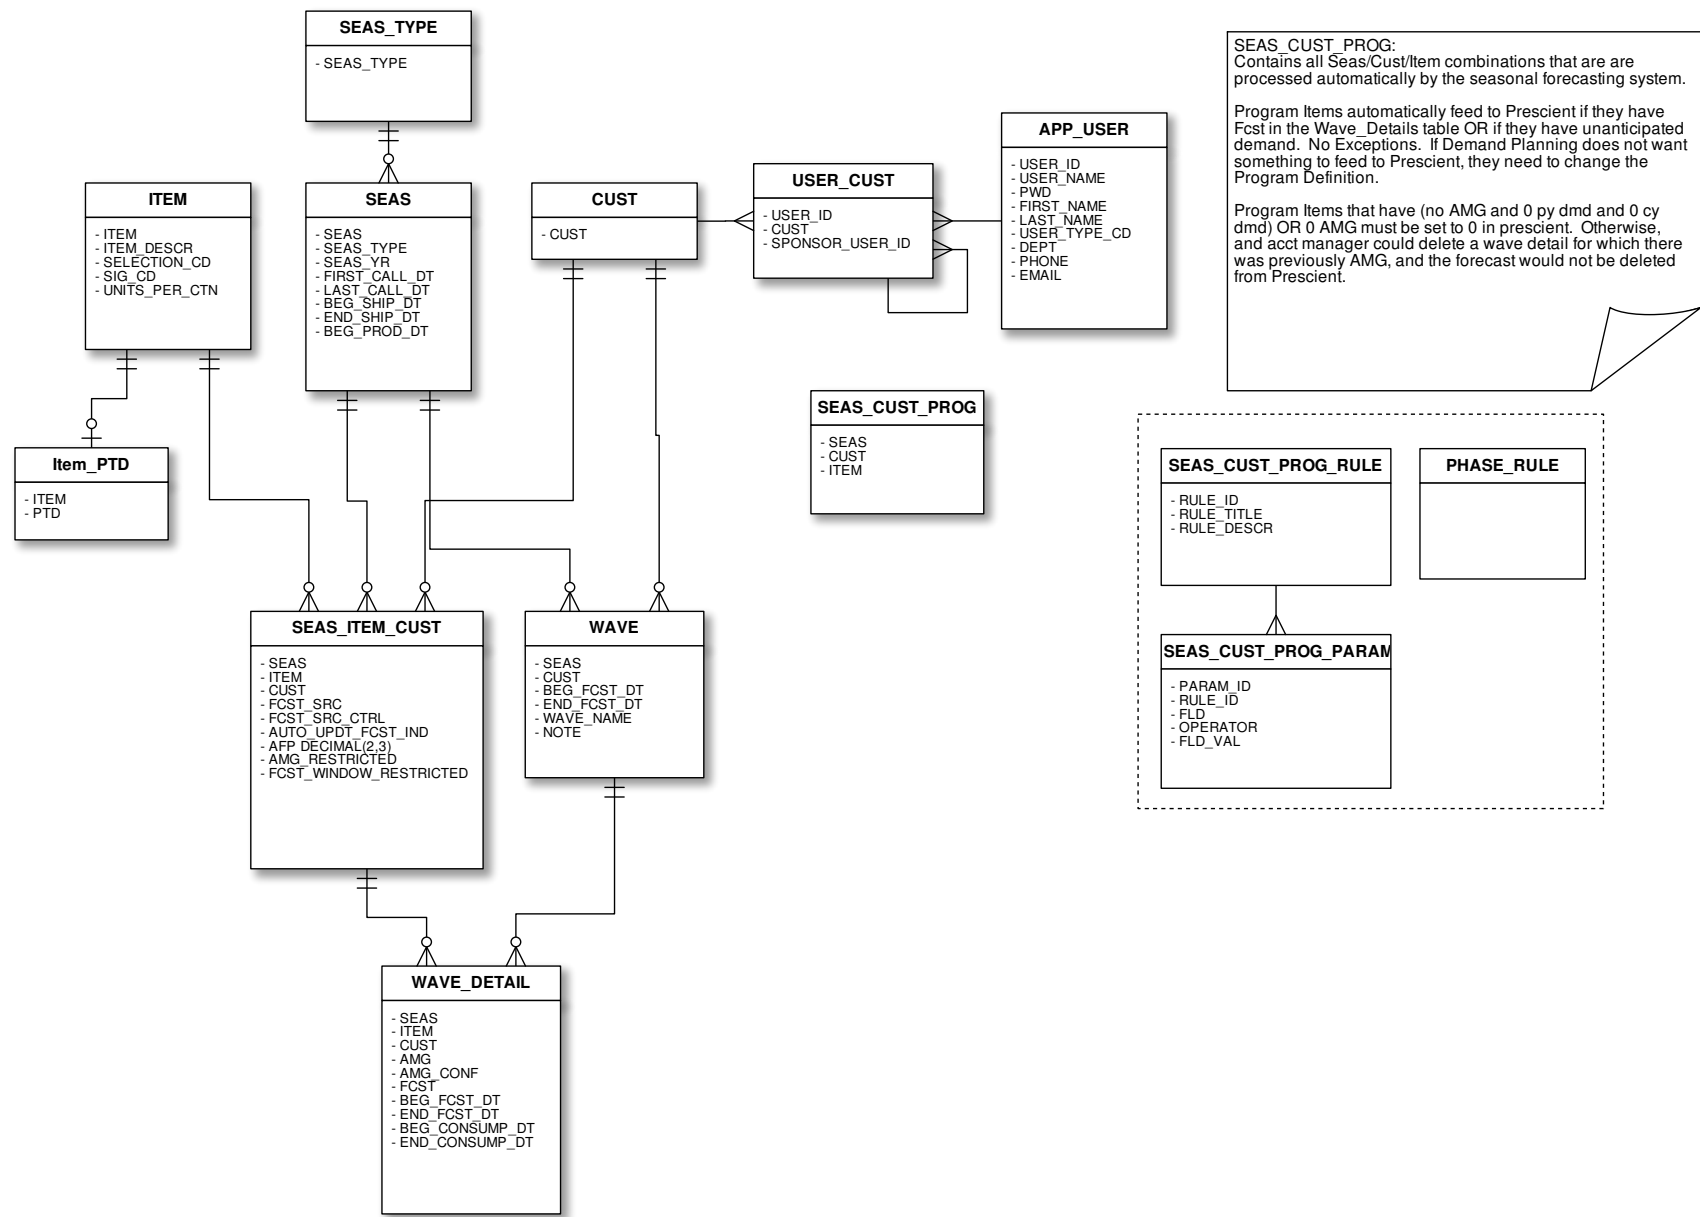 SEAS_TYPE
- SEAS_TYPE
SEAS_CUST_PROG:
Contains all Seas/Cust/Item combinations that are are
processed automatically by the seasonal forecasting system.
Program Items automatically feed to Prescient if they have
Fcst in the Wave_Details table OR if they have unanticipated
demand.  No Exceptions.  If Demand Planning does not want
something to feed to Prescient, they need to change the
Program Definition.
Program Items that have (no AMG and 0 py dmd and 0 cy
dmd) OR 0 AMG must be set to 0 in prescient.  Otherwise,
and acct manager could delete a wave detail for which there
was previously AMG, and the forecast would not be deleted
from Prescient.
APP_USER
- USER_ID
- USER_NAME
- PWD
- FIRST_NAME
- LAST_NAME
- USER_TYPE_CD
- DEPT
- PHONE
- EMAIL
USER_CUST
- USER_ID
- CUST
- SPONSOR_USER_ID
ITEM
- ITEM
- ITEM_DESCR
- SELECTION_CD
- SIG_CD
- UNITS_PER_CTN
SEAS
- SEAS
- SEAS_TYPE
- SEAS_YR
- FIRST_CALL_DT
- LAST_CALL_DT
- BEG_SHIP_DT
- END_SHIP_DT
- BEG_PROD_DT
CUST
- CUST
SEAS_CUST_PROG
- SEAS
- CUST
- ITEM
Item_PTD
- ITEM
- PTD
SEAS_CUST_PROG_RULE
- RULE_ID
- RULE_TITLE
- RULE_DESCR
PHASE_RULE
SEAS_ITEM_CUST
- SEAS
- ITEM
- CUST
- FCST_SRC
- FCST_SRC_CTRL
- AUTO_UPDT_FCST_IND
- AFP DECIMAL(2,3)
- AMG_RESTRICTED
- FCST_WINDOW_RESTRICTED
WAVE
- SEAS
- CUST
- BEG_FCST_DT
- END_FCST_DT
- WAVE_NAME
- NOTE
SEAS_CUST_PROG_PARAM
- PARAM_ID
- RULE_ID
- FLD
- OPERATOR
- FLD_VAL
WAVE_DETAIL
- SEAS
- ITEM
- CUST
- AMG
- AMG_CONF
- FCST
- BEG_FCST_DT
- END_FCST_DT
- BEG_CONSUMP_DT
- END_CONSUMP_DT